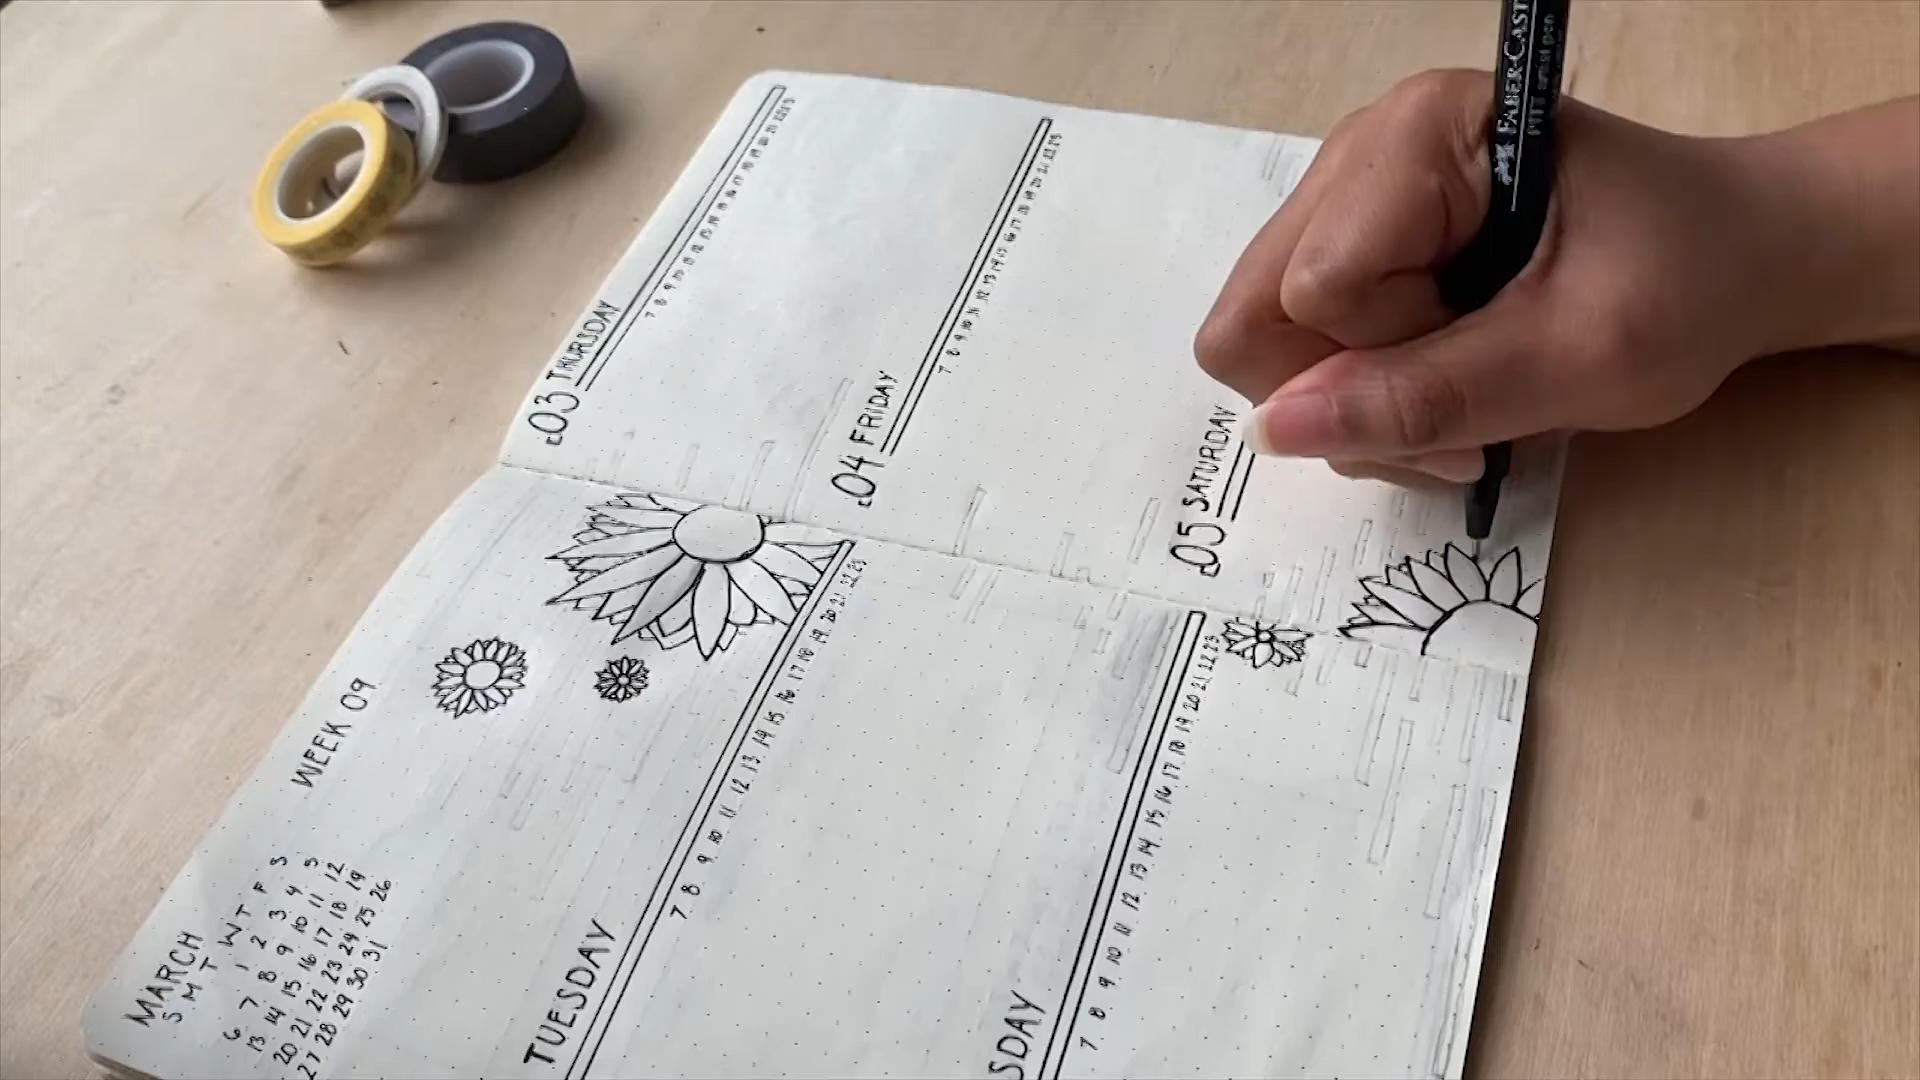 MARCH
S M T W T F S
1 2 3 4 5
6 7 8 9 10 11 12
13 14 15 16 17 18 19
20 21 22 23 24 25 26
27 28 29 30 31
WEEK 09
TUESDAY
7 8 9 10 11 12 13 14 15 16 17 18 19 20 21 22 23
SDAY
7 8 9 10 11 12 13 14 15 16 17 18 19 20 21 22 23
03 THURSDAY
7 8 9 10 11 12 13 14 15 16 17 18 19 20 21 22 23
04 FRIDAY
7 8 9 10 11 12 13 14 15 16 17 18 19 20 21 22 23
05 SATURDAY
FABER-CAST
PITT artist pen